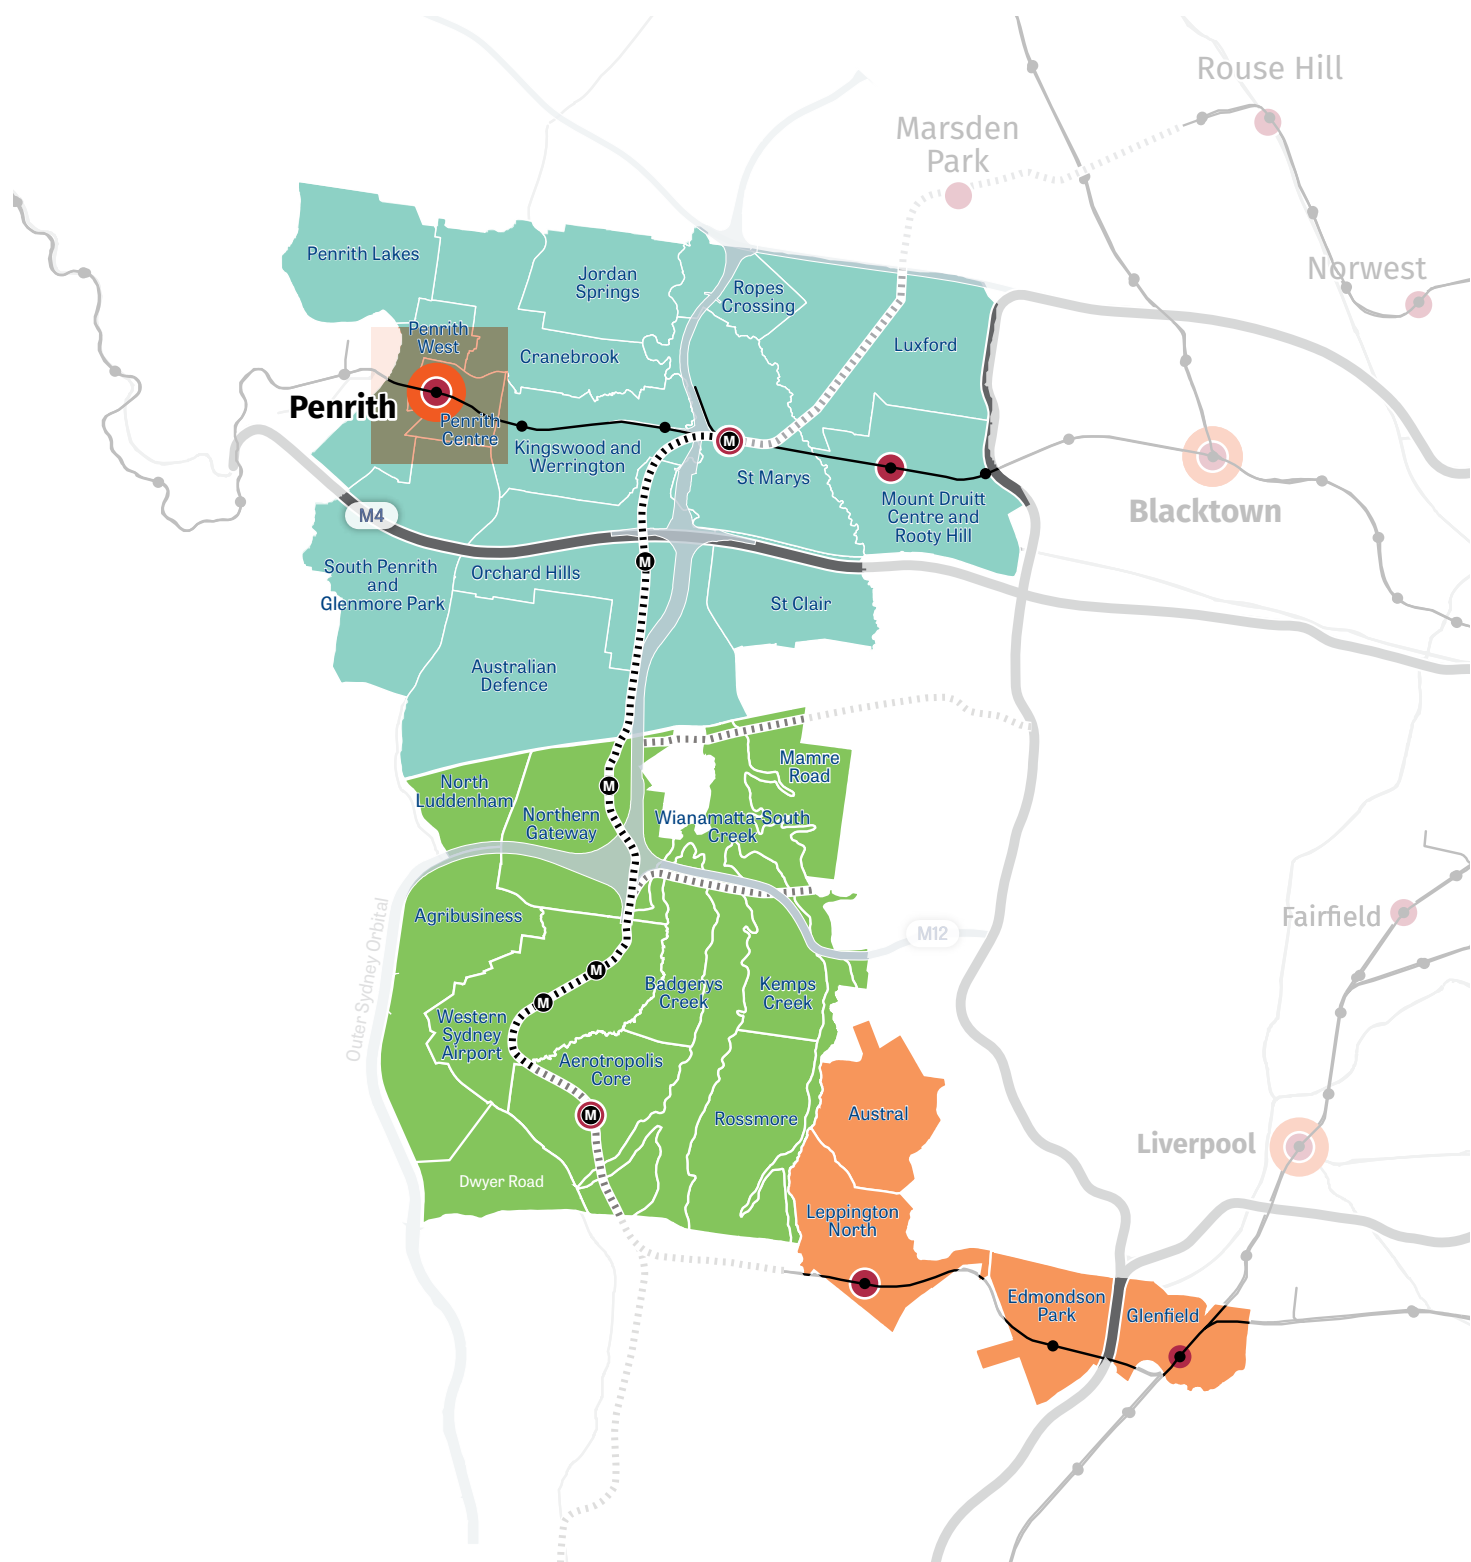 Rouse Hill
Marsden
Park
Norwest
Penrith Lakes
Jordan
Springs
Ropes
Crossing
Penrith
West
Cranebrook
Luxford
Penrith
Penrith
Centre
Kingswood and
Werrington
St Marys
Mount Druitt
Centre and
Rooty Hill
Blacktown
M4
South Penrith
and
Glenmore Park
Orchard Hills
St Clair
Australian
Defence
Mamre
Road
North
Luddenham
Northern
Gateway
Wianamatta-South
Creek
Agribusiness
M12
Fairfield
Outer Sydney Orbital
Badgerys
Creek
Kemps
Creek
Western
Sydney
Airport
Aerotropolis
Core
Rossmore
Austral
Liverpool
Dwyer Road
Leppington
North
Edmondson
Park
Glenfield
M
M
M
M
M
M